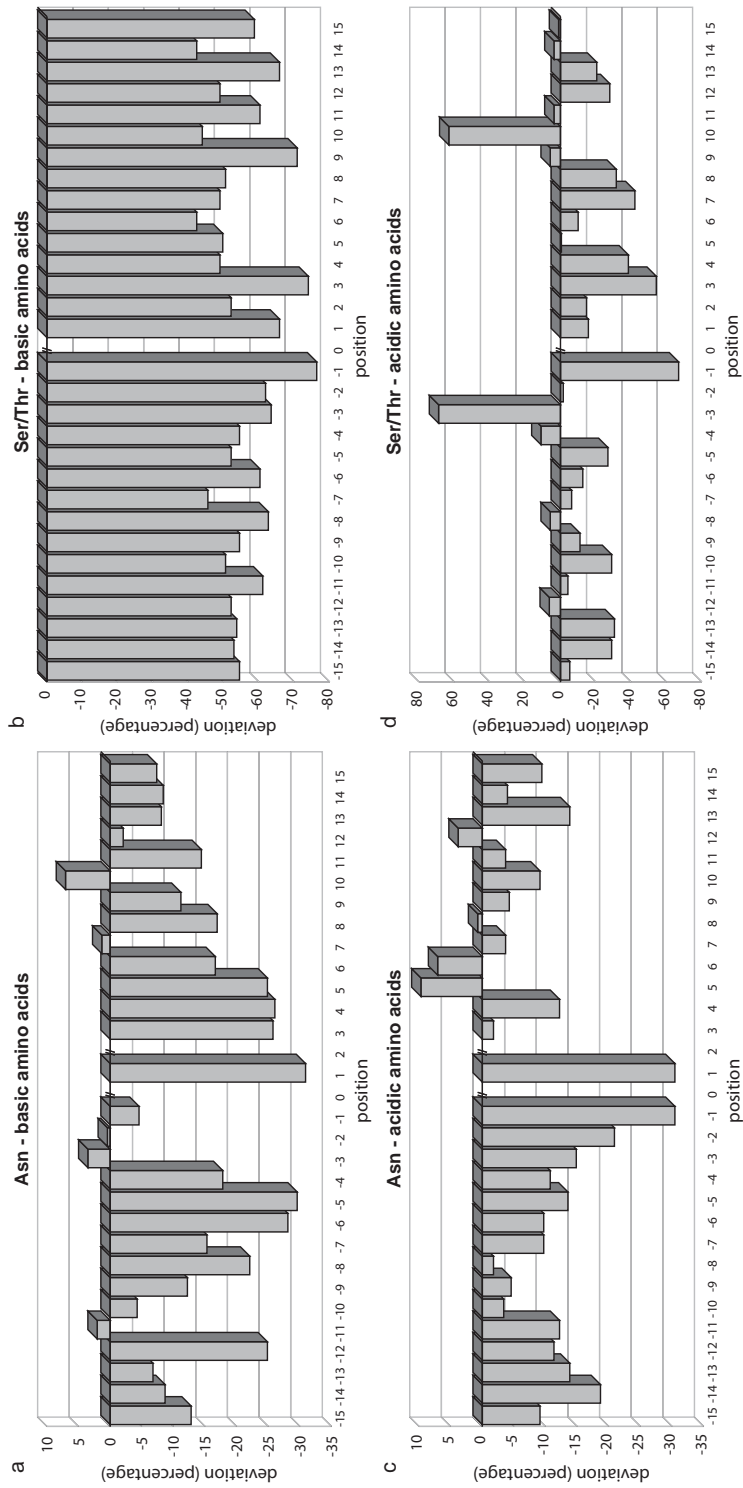 a
Asn - basic amino acids
deviation (percentage)
10
5
0
-5
-10
-15
-20
-25
-30
-35
-15 -14 -13 -12 -11 -10 -9 -8 -7 -6 -5 -4 -3 -2 -1 0 1 2 3 4 5 6 7 8 9 10 11 12 13 14 15
position
b
Ser/Thr - basic amino acids
deviation (percentage)
0
-10
-20
-30
-40
-50
-60
-70
-80
-15 -14 -13 -12 -11 -10 -9 -8 -7 -6 -5 -4 -3 -2 -1 0 1 2 3 4 5 6 7 8 9 10 11 12 13 14 15
position
c
Asn - acidic amino acids
deviation (percentage)
10
5
0
-5
-10
-15
-20
-25
-30
-35
-15 -14 -13 -12 -11 -10 -9 -8 -7 -6 -5 -4 -3 -2 -1 0 1 2 3 4 5 6 7 8 9 10 11 12 13 14 15
position
d
Ser/Thr - acidic amino acids
deviation (percentage)
80
60
40
20
0
-20
-40
-60
-80
-15 -14 -13 -12 -11 -10 -9 -8 -7 -6 -5 -4 -3 -2 -1 0 1 2 3 4 5 6 7 8 9 10 11 12 13 14 15
position